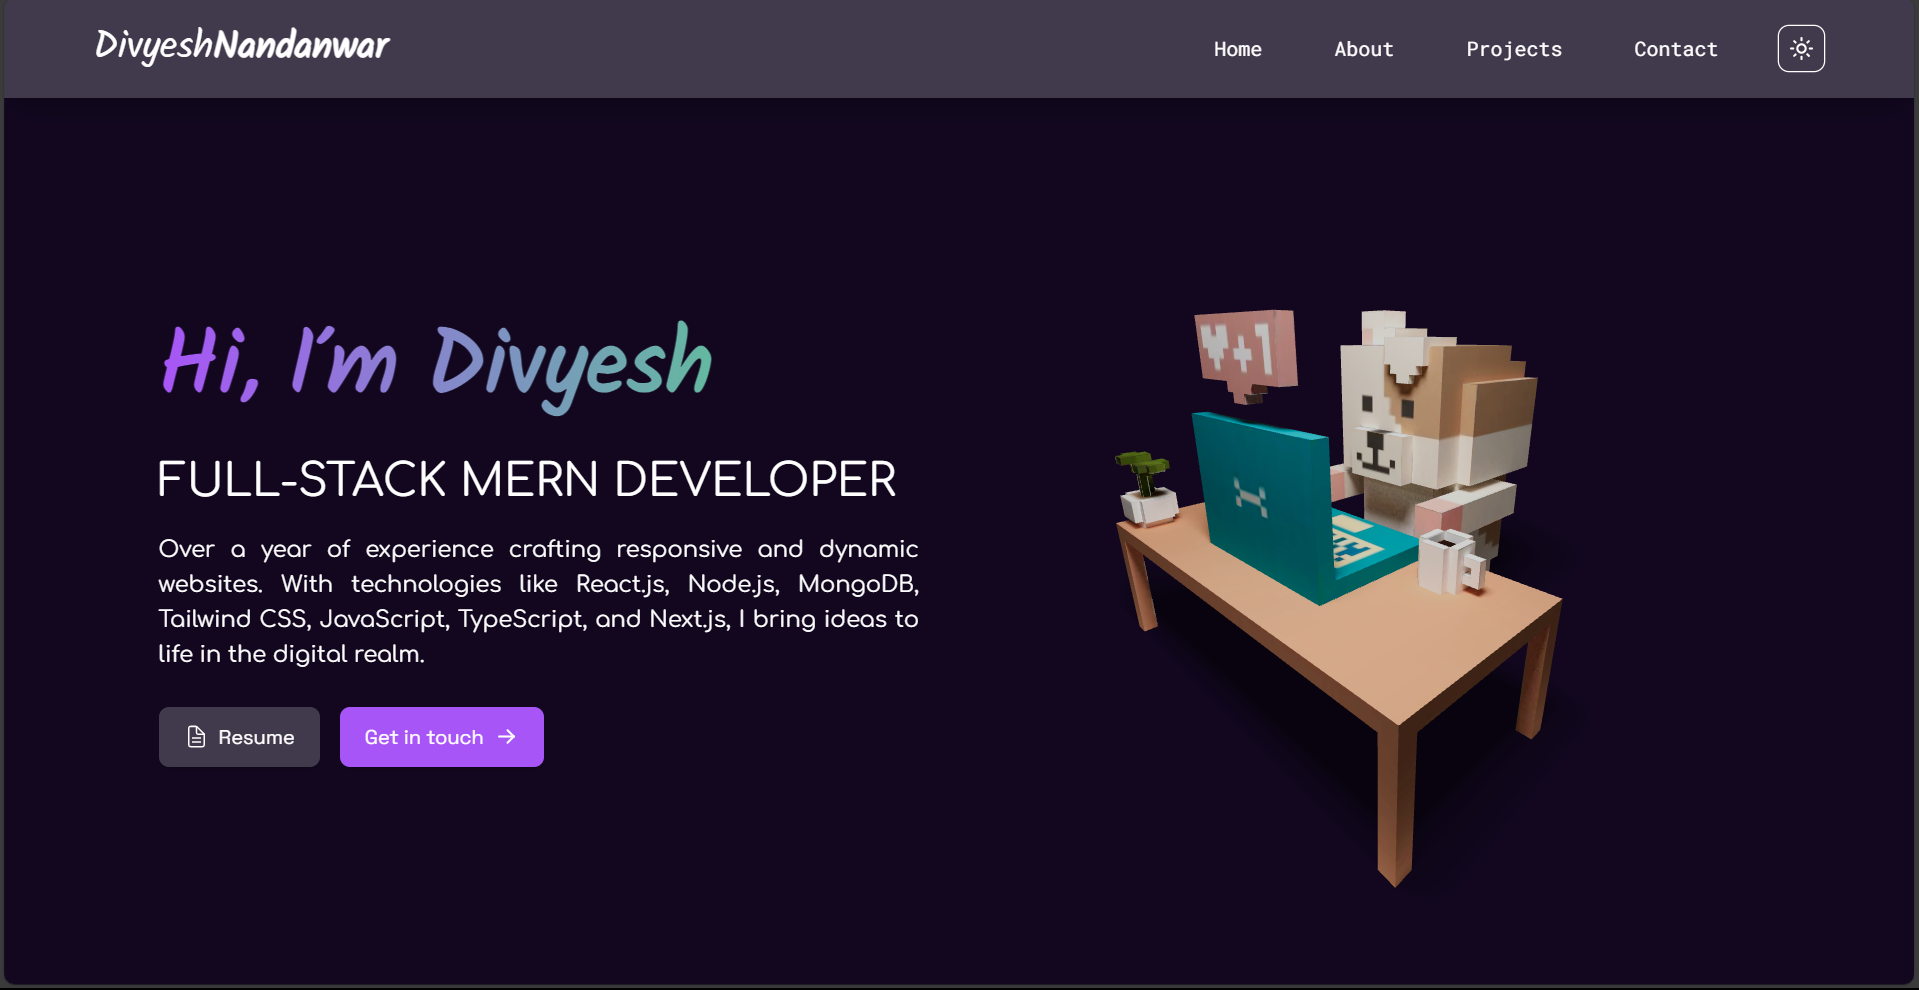 DivyeshNandanwar
Home
About
Projects
Contact
Hi, I'm Divyesh
FULL-STACK MERN DEVELOPER
Over a year of experience crafting responsive and dynamic
websites. With technologies like React.js, Node.js, MongoDB,
Tailwind CSS, JavaScript, TypeScript, and Next.js, I bring ideas to
life in the digital realm.
Resume
Get in touch →
♥+1